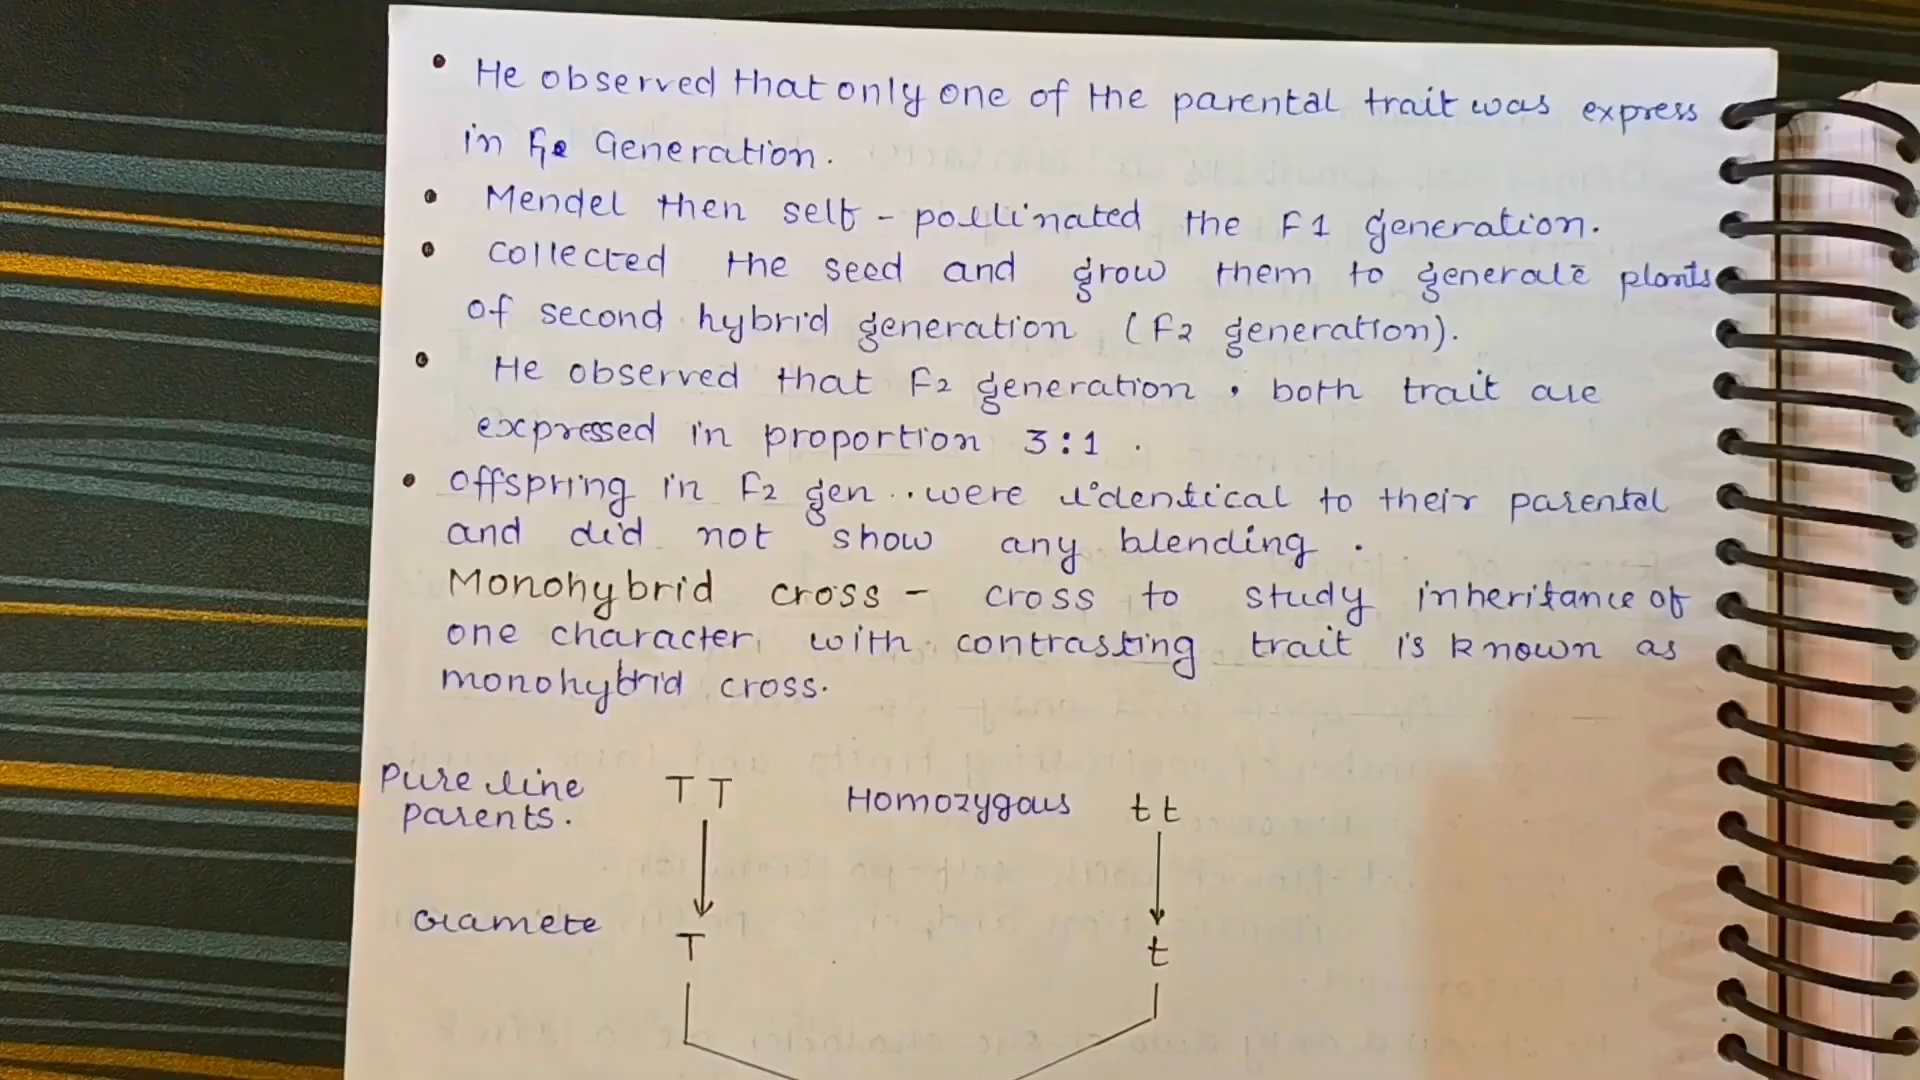 • He observed that only one of the parental trait was express
in F1 Generation.
• Mendel then self - pollinated the F1 generation.
• collected the seed and grow them to generate plants
of second hybrid generation (F2 generation).
• He observed that F2 generation , both trait are
expressed in proportion 3:1 .
• offspring in F2 gen .. were identical to their parental
and did not show any blending .
Monohybrid cross - cross to study inheritance of
one character with contrasting trait is known as
monohybrid cross.
Pure line TT Homozygous tt
parents.
Gamete T t